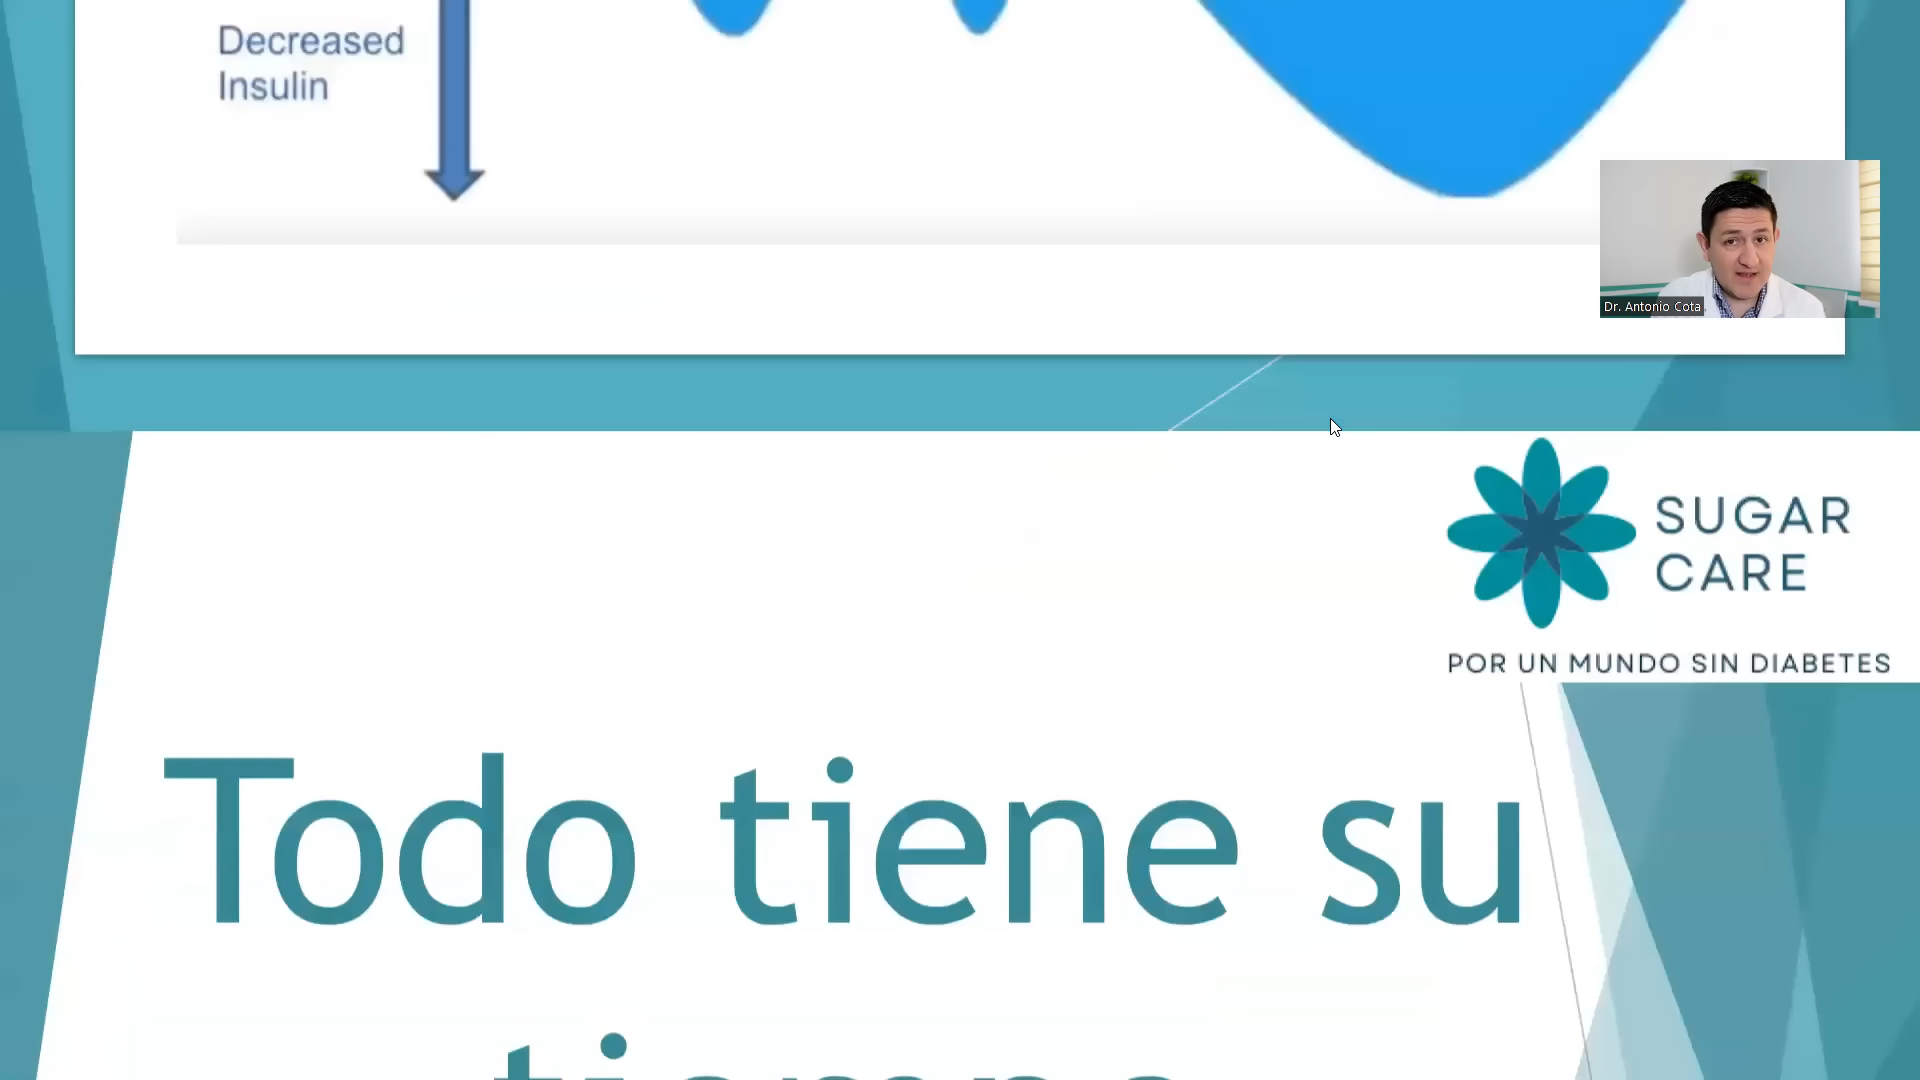 Decreased
Insulin
Dr. Antonio Cota
SUGAR
CARE
POR UN MUNDO SIN DIABETES
Todo tiene su